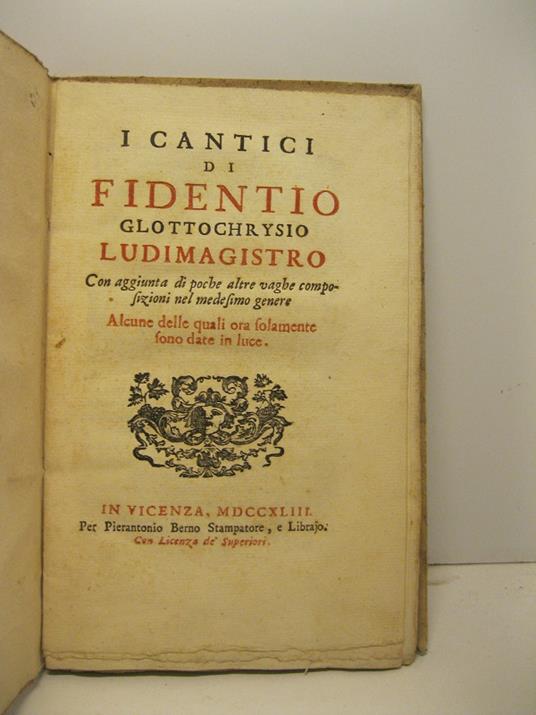 I CANTICI
DI
FIDENTIO
GLOTTOCHRYSIO
LUDIMAGISTRO
Con aggiunta di poche altre vaghe compo-
ſizioni nel medeſimo genere
Alcune delle quali ora ſolamente
ſono date in luce.
IN VICENZA, MDCCXLIII.
Per Pierantonio Berno Stampatore, e Librajo.
Con Licenza de' Superiori.